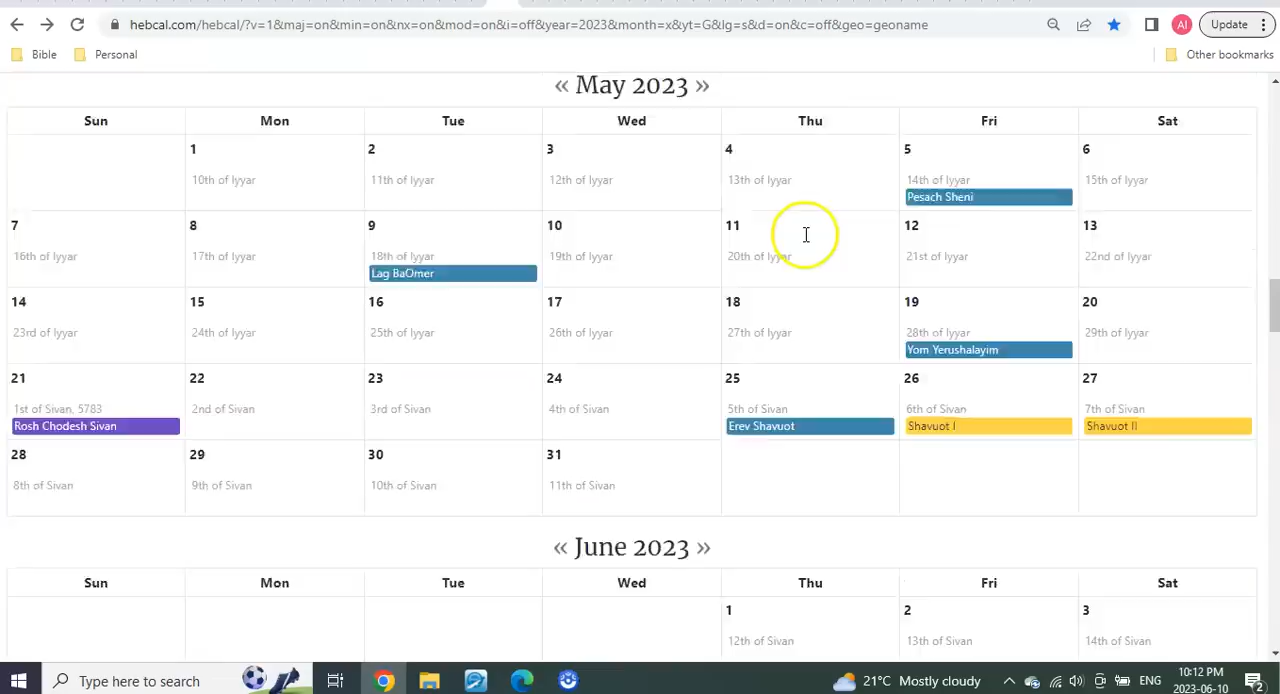 hebcal.com/hebcal/?v=1&maj=on&min=on&nx=on&mod=on&i=off&year=2023&month=x&yt=G&lg=s&d=on&c=off&geo=geoname
AI
Update
Bible
Personal
Other bookmarks
« May 2023 »
Sun Mon Tue Wed Thu Fri Sat
1 2 3 4 5 6
10th of Iyyar 11th of Iyyar 12th of Iyyar 13th of Iyyar 14th of Iyyar 15th of Iyyar
Pesach Sheni
7 8 9 10 11 12 13
16th of Iyyar 17th of Iyyar 18th of Iyyar 19th of Iyyar 20th of Iyyar 21st of Iyyar 22nd of Iyyar
Lag BaOmer
14 15 16 17 18 19 20
23rd of Iyyar 24th of Iyyar 25th of Iyyar 26th of Iyyar 27th of Iyyar 28th of Iyyar 29th of Iyyar
Yom Yerushalayim
21 22 23 24 25 26 27
1st of Sivan, 5783 2nd of Sivan 3rd of Sivan 4th of Sivan 5th of Sivan 6th of Sivan 7th of Sivan
Rosh Chodesh Sivan Erev Shavuot Shavuot I Shavuot II
28 29 30 31
8th of Sivan 9th of Sivan 10th of Sivan 11th of Sivan
« June 2023 »
Sun Mon Tue Wed Thu Fri Sat
1 2 3
12th of Sivan 13th of Sivan 14th of Sivan
Type here to search
21°C Mostly cloudy
ENG
10:12 PM
2023-06-10
2